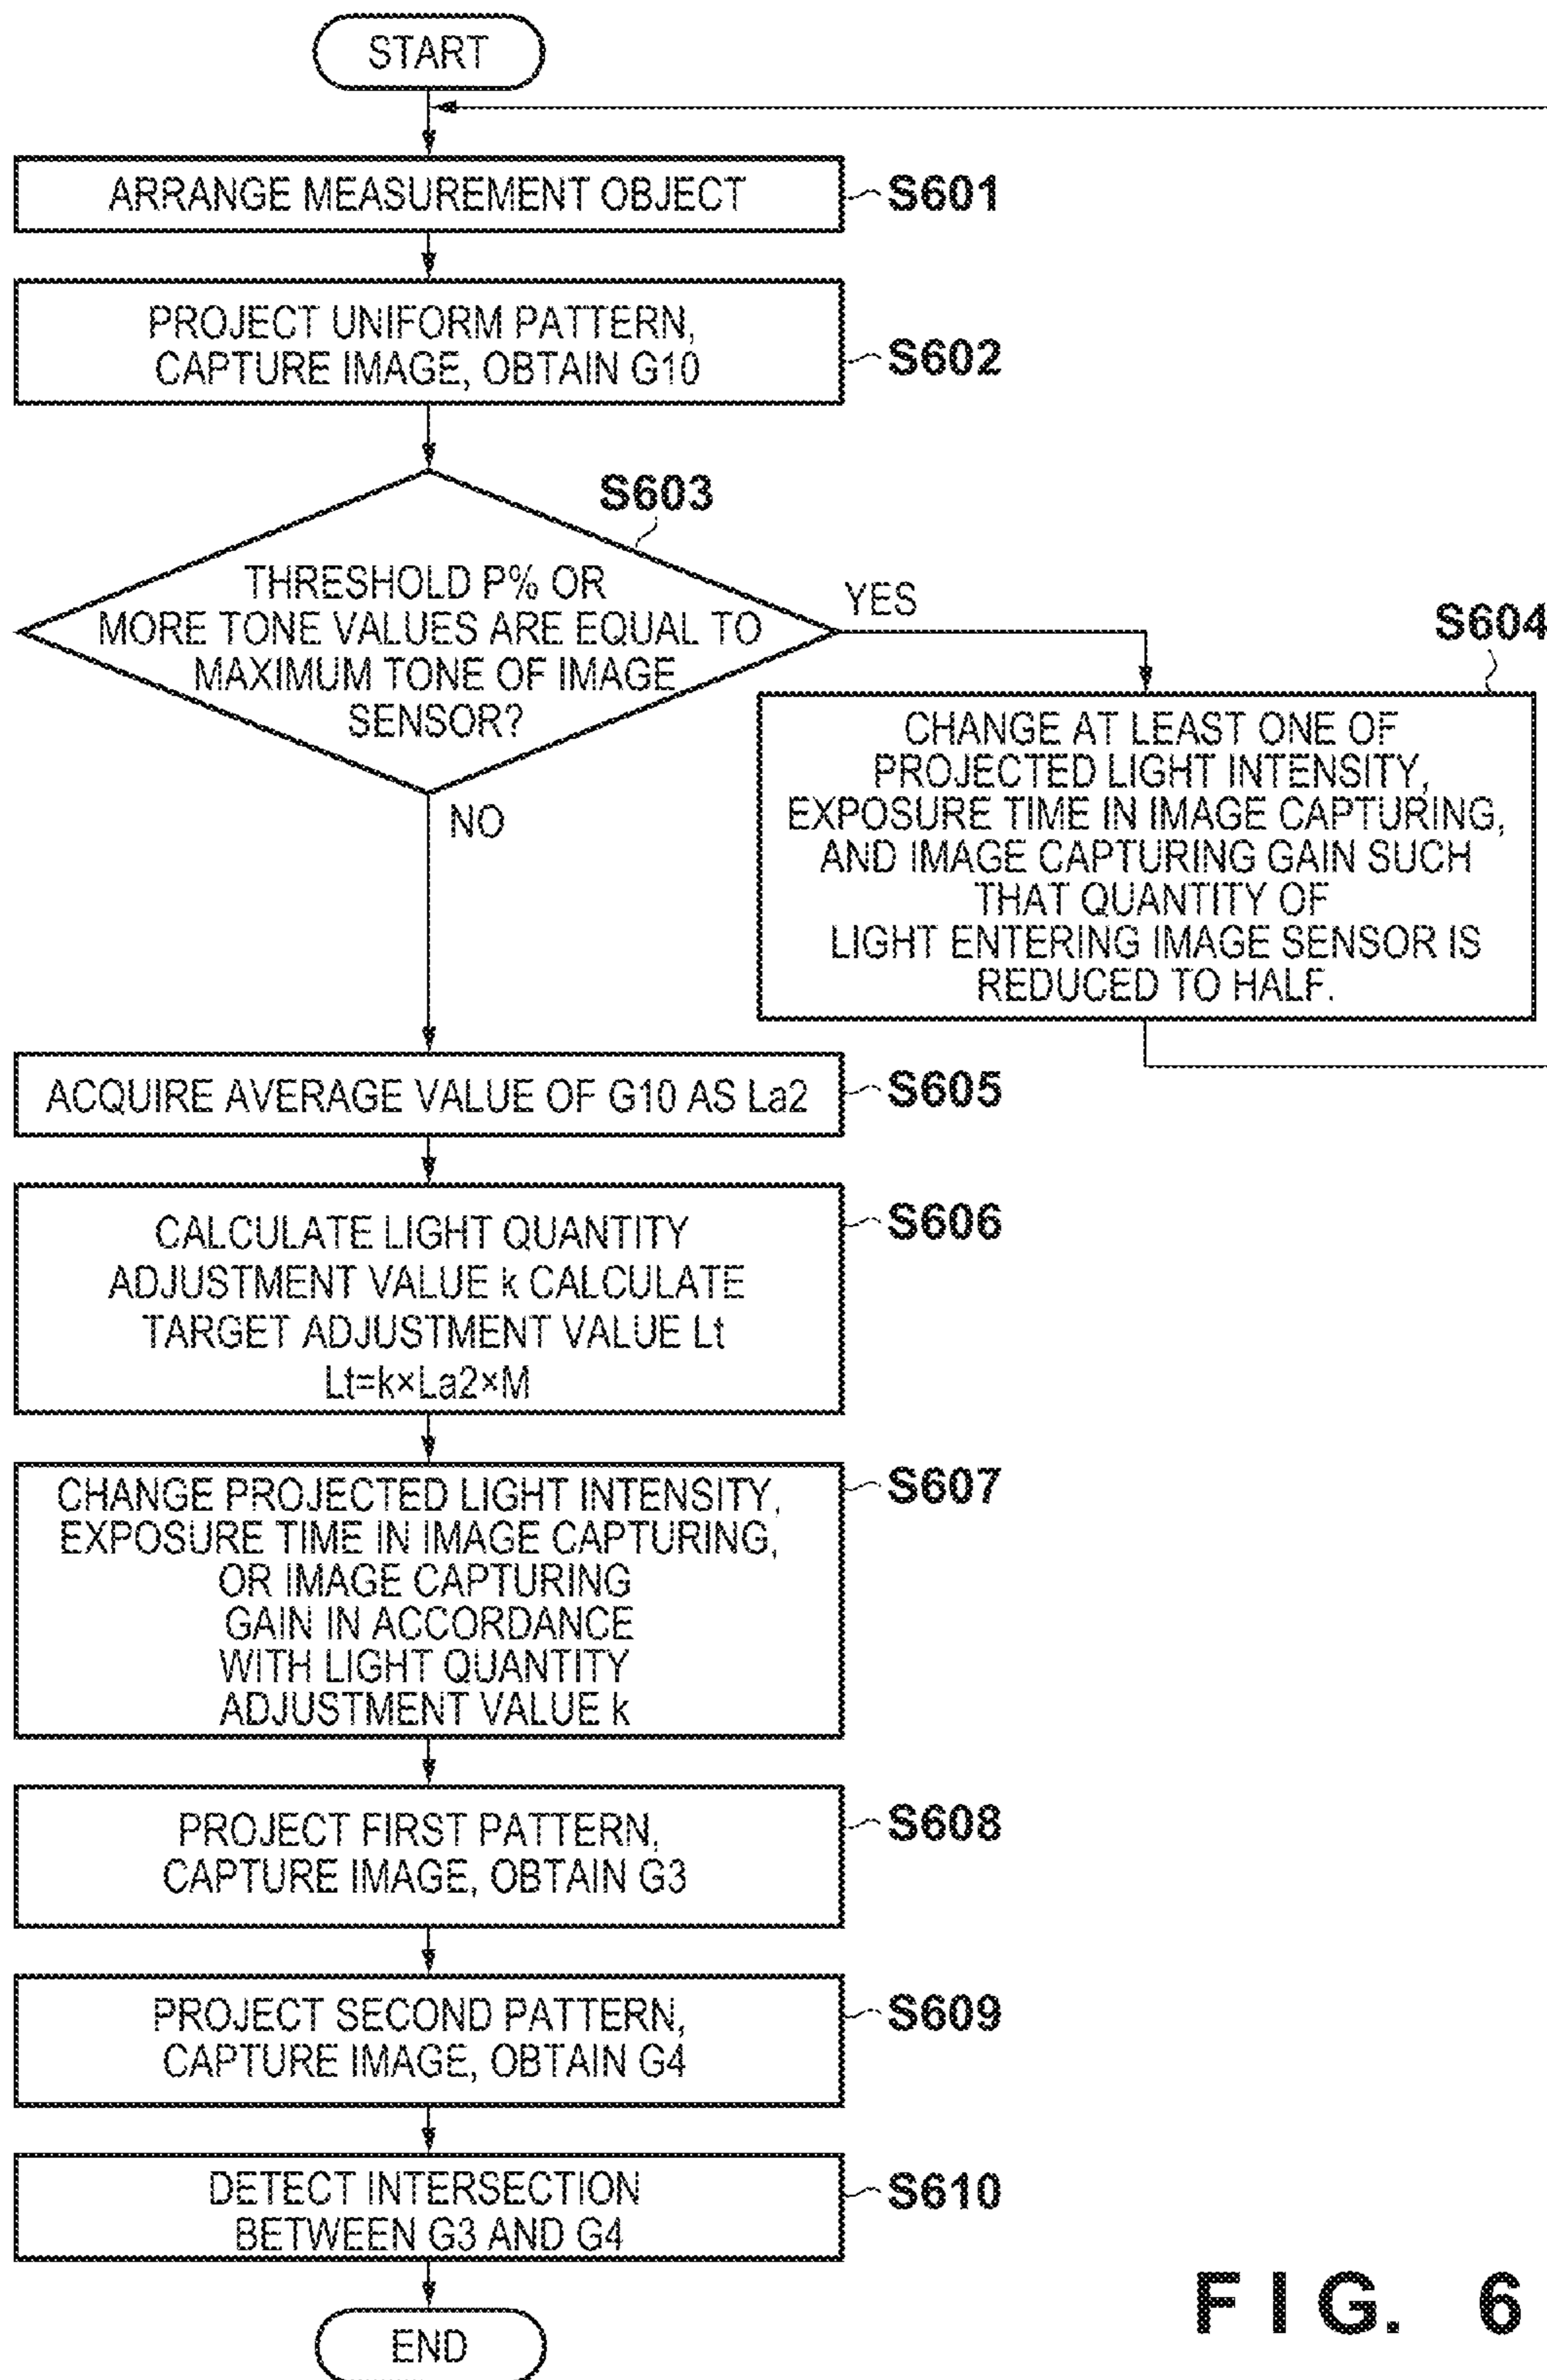 START
ARRANGE MEASUREMENT OBJECT
S601
PROJECT UNIFORM PATTERN,
CAPTURE IMAGE, OBTAIN G10
S602
S603
THRESHOLD P% OR
MORE TONE VALUES ARE EQUAL TO
MAXIMUM TONE OF IMAGE
SENSOR?
YES
NO
S604
CHANGE AT LEAST ONE OF
PROJECTED LIGHT INTENSITY,
EXPOSURE TIME IN IMAGE CAPTURING,
AND IMAGE CAPTURING GAIN SUCH
THAT QUANTITY OF
LIGHT ENTERING IMAGE SENSOR IS
REDUCED TO HALF.
ACQUIRE AVERAGE VALUE OF G10 AS La2
S605
CALCULATE LIGHT QUANTITY
ADJUSTMENT VALUE k CALCULATE
TARGET ADJUSTMENT VALUE Lt
Lt=k×La2×M
S606
CHANGE PROJECTED LIGHT INTENSITY,
EXPOSURE TIME IN IMAGE CAPTURING,
OR IMAGE CAPTURING
GAIN IN ACCORDANCE
WITH LIGHT QUANTITY
ADJUSTMENT VALUE k
S607
PROJECT FIRST PATTERN,
CAPTURE IMAGE, OBTAIN G3
S608
PROJECT SECOND PATTERN,
CAPTURE IMAGE, OBTAIN G4
S609
DETECT INTERSECTION
BETWEEN G3 AND G4
S610
END
FIG. 6